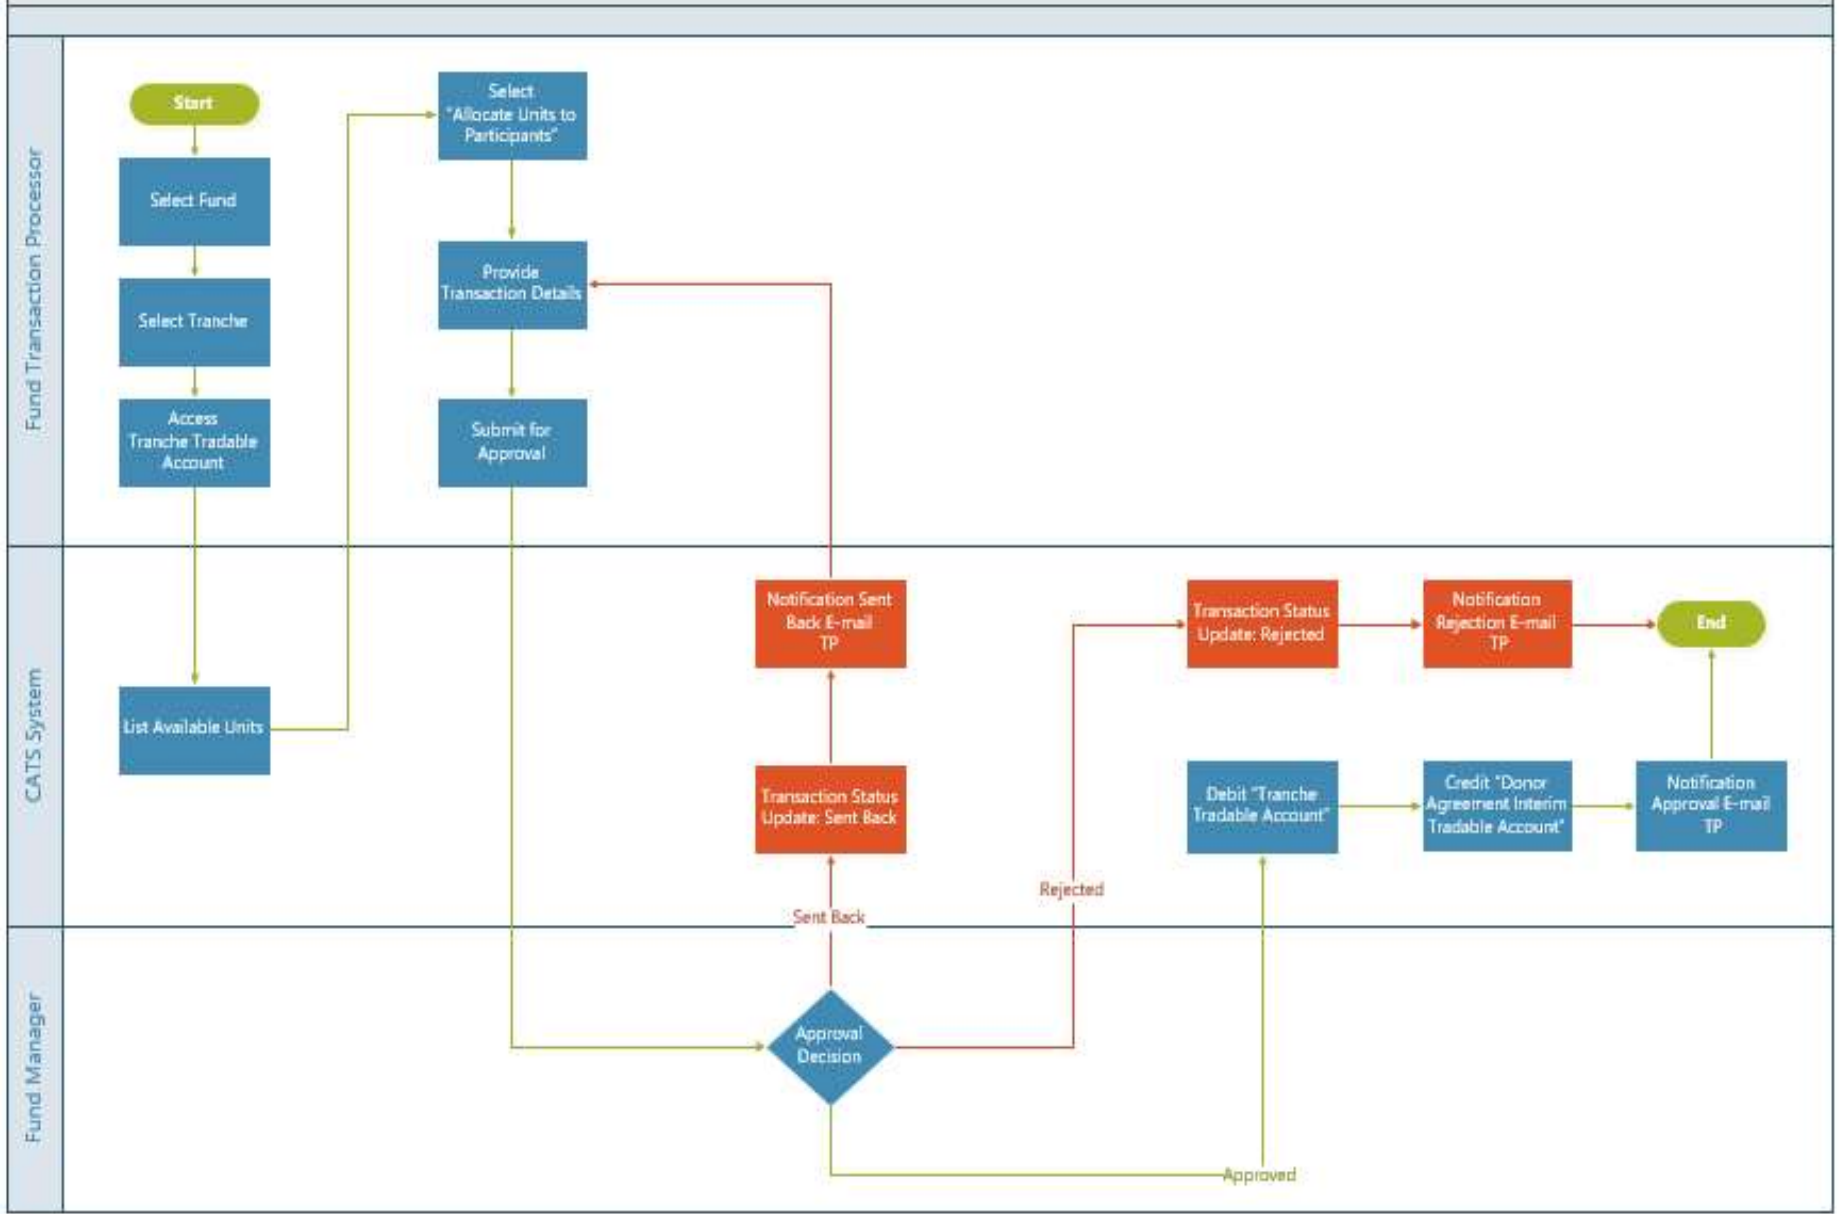 Fund Transaction Processor
Start
Select Fund
Select Tranche
Access
Tranche Tradable
Account
Select
"Allocate Units to
Participants"
Provide
Transaction Details
Submit for
Approval
CATS System
List Available Units
Notification Sent
Back E-mail
TP
Transaction Status
Update: Sent Back
Sent Back
Rejected
Transaction Status
Update: Rejected
Notification
Rejection E-mail
TP
End
Debit "Tranche
Tradable Account"
Credit "Donor
Agreement Interim
Tradable Account"
Notification
Approval E-mail
TP
Fund Manager
Approval
Decision
Approved